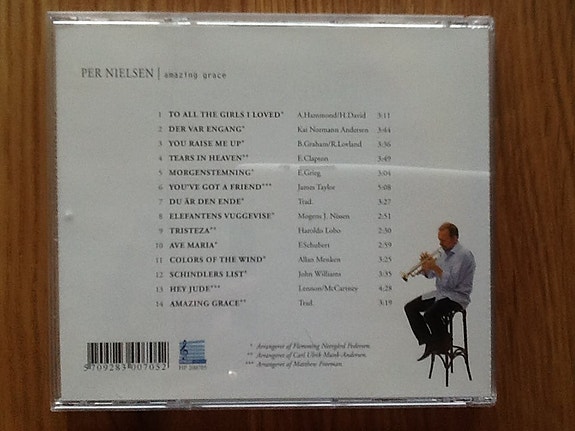 PER NIELSEN | amazing grace
1 TO ALL THE GIRLS I LOVED* A.Hammond/H.David 3:11
2 DER VAR ENGANG* Kai Normann Andersen 3:44
3 YOU RAISE ME UP* B.Graham/R.Lovland 3:36
4 TEARS IN HEAVEN** E.Clapton 3:49
5 MORGENSTEMNING* E.Grieg 3:04
6 YOU'VE GOT A FRIEND*** James Taylor 5:08
7 DU ÄR DEN ENDE* Trad. 3:27
8 ELEFANTENS VUGGEVISE* Mogens J. Nissen 2:51
9 TRISTEZA** Haroldo Lobo 2:30
10 AVE MARIA* F.Schubert 2:59
11 COLORS OF THE WIND* Allan Menken 3:25
12 SCHINDLERS LIST* John Williams 3:35
13 HEY JUDE*** Lennon/McCartney 4:28
14 AMAZING GRACE** Trad. 3:19
* Arrangeret af Flemming Neergård Pedersen.
** Arrangeret af Carl Ulrik Munk-Andersen.
*** Arrangeret af Matthew Freeman.
5 709283 007052